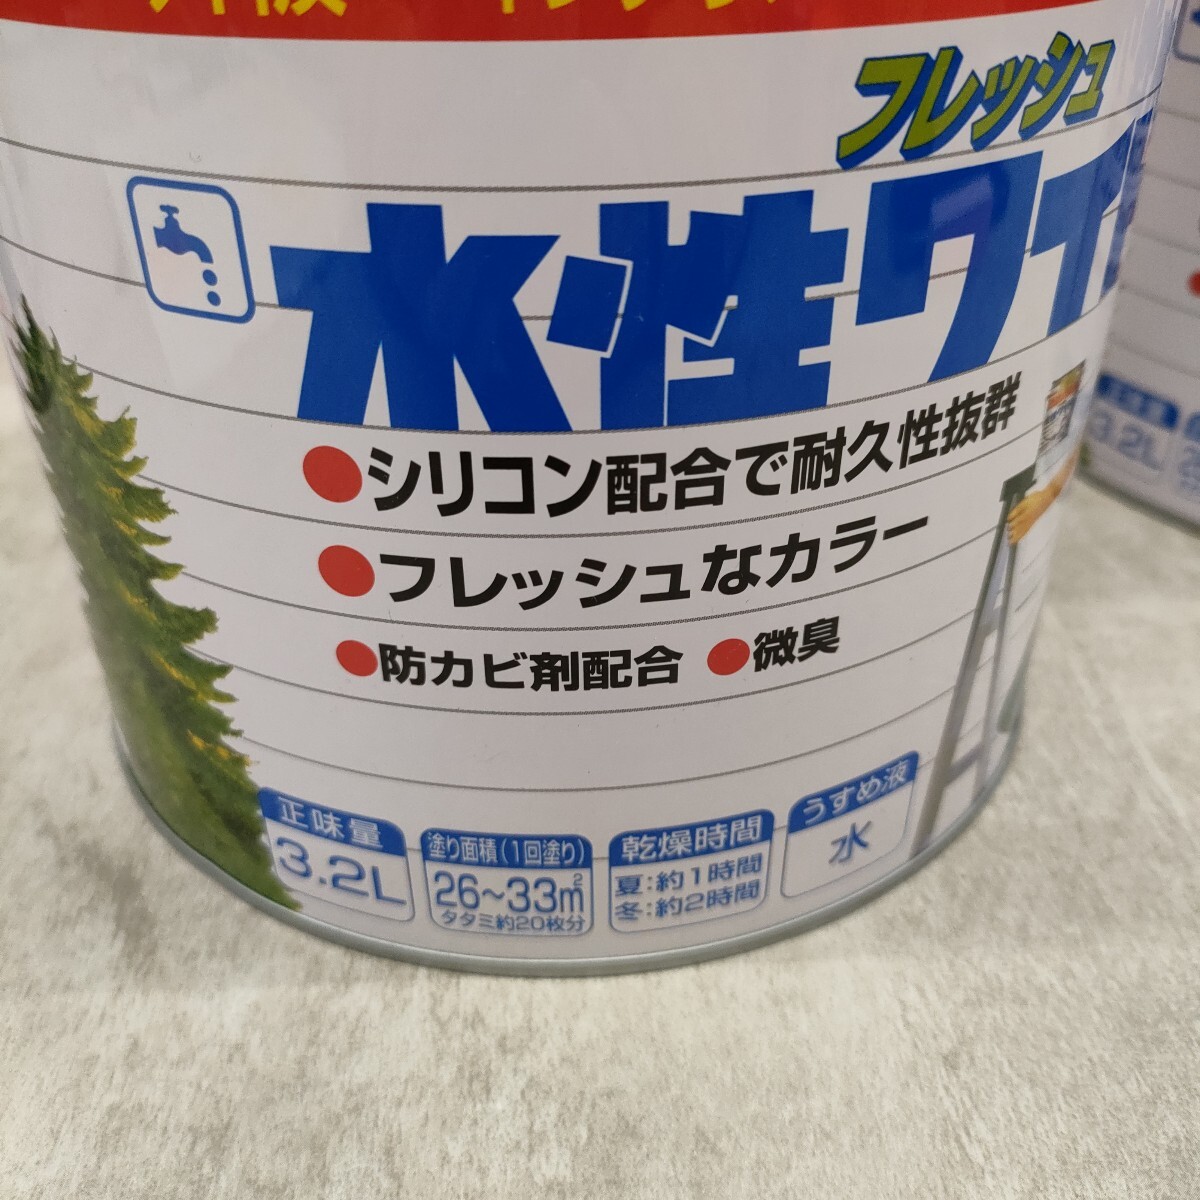 フレッシュ
水性ワイ
●シリコン配合で耐久性抜群
●フレッシュなカラー
●防カビ剤配合 ●微臭
正味量
3.2L
塗り面積(1回塗り)
26～33㎡
タタミ約20枚分
乾燥時間
夏:約1時間
冬:約2時間
うすめ液
水
3.2L